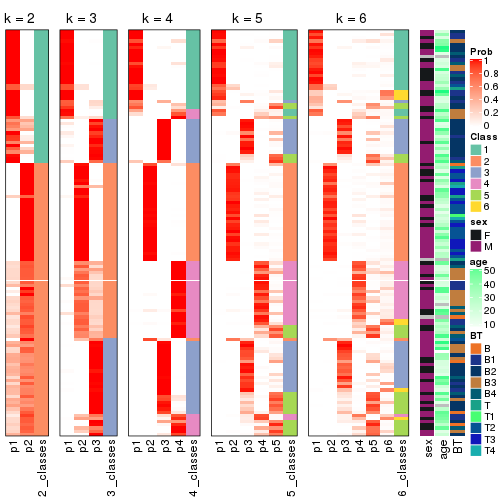 k = 2 k = 3 k = 4 k = 5 k = 6
p1 p2 2_classes p1 p2 p3 3_classes p1 p2 p3 p4 4_classes p1 p2 p3 p4 p5 5_classes p1 p2 p3 p4 p5 p6 6_classes sex age BT
Prob
1
0.8
0.6
0.4
0.2
0
Class
1
2
3
4
5
6
sex
F
M
age
50
40
30
20
10
BT
B
B1
B2
B3
B4
T
T1
T2
T3
T4